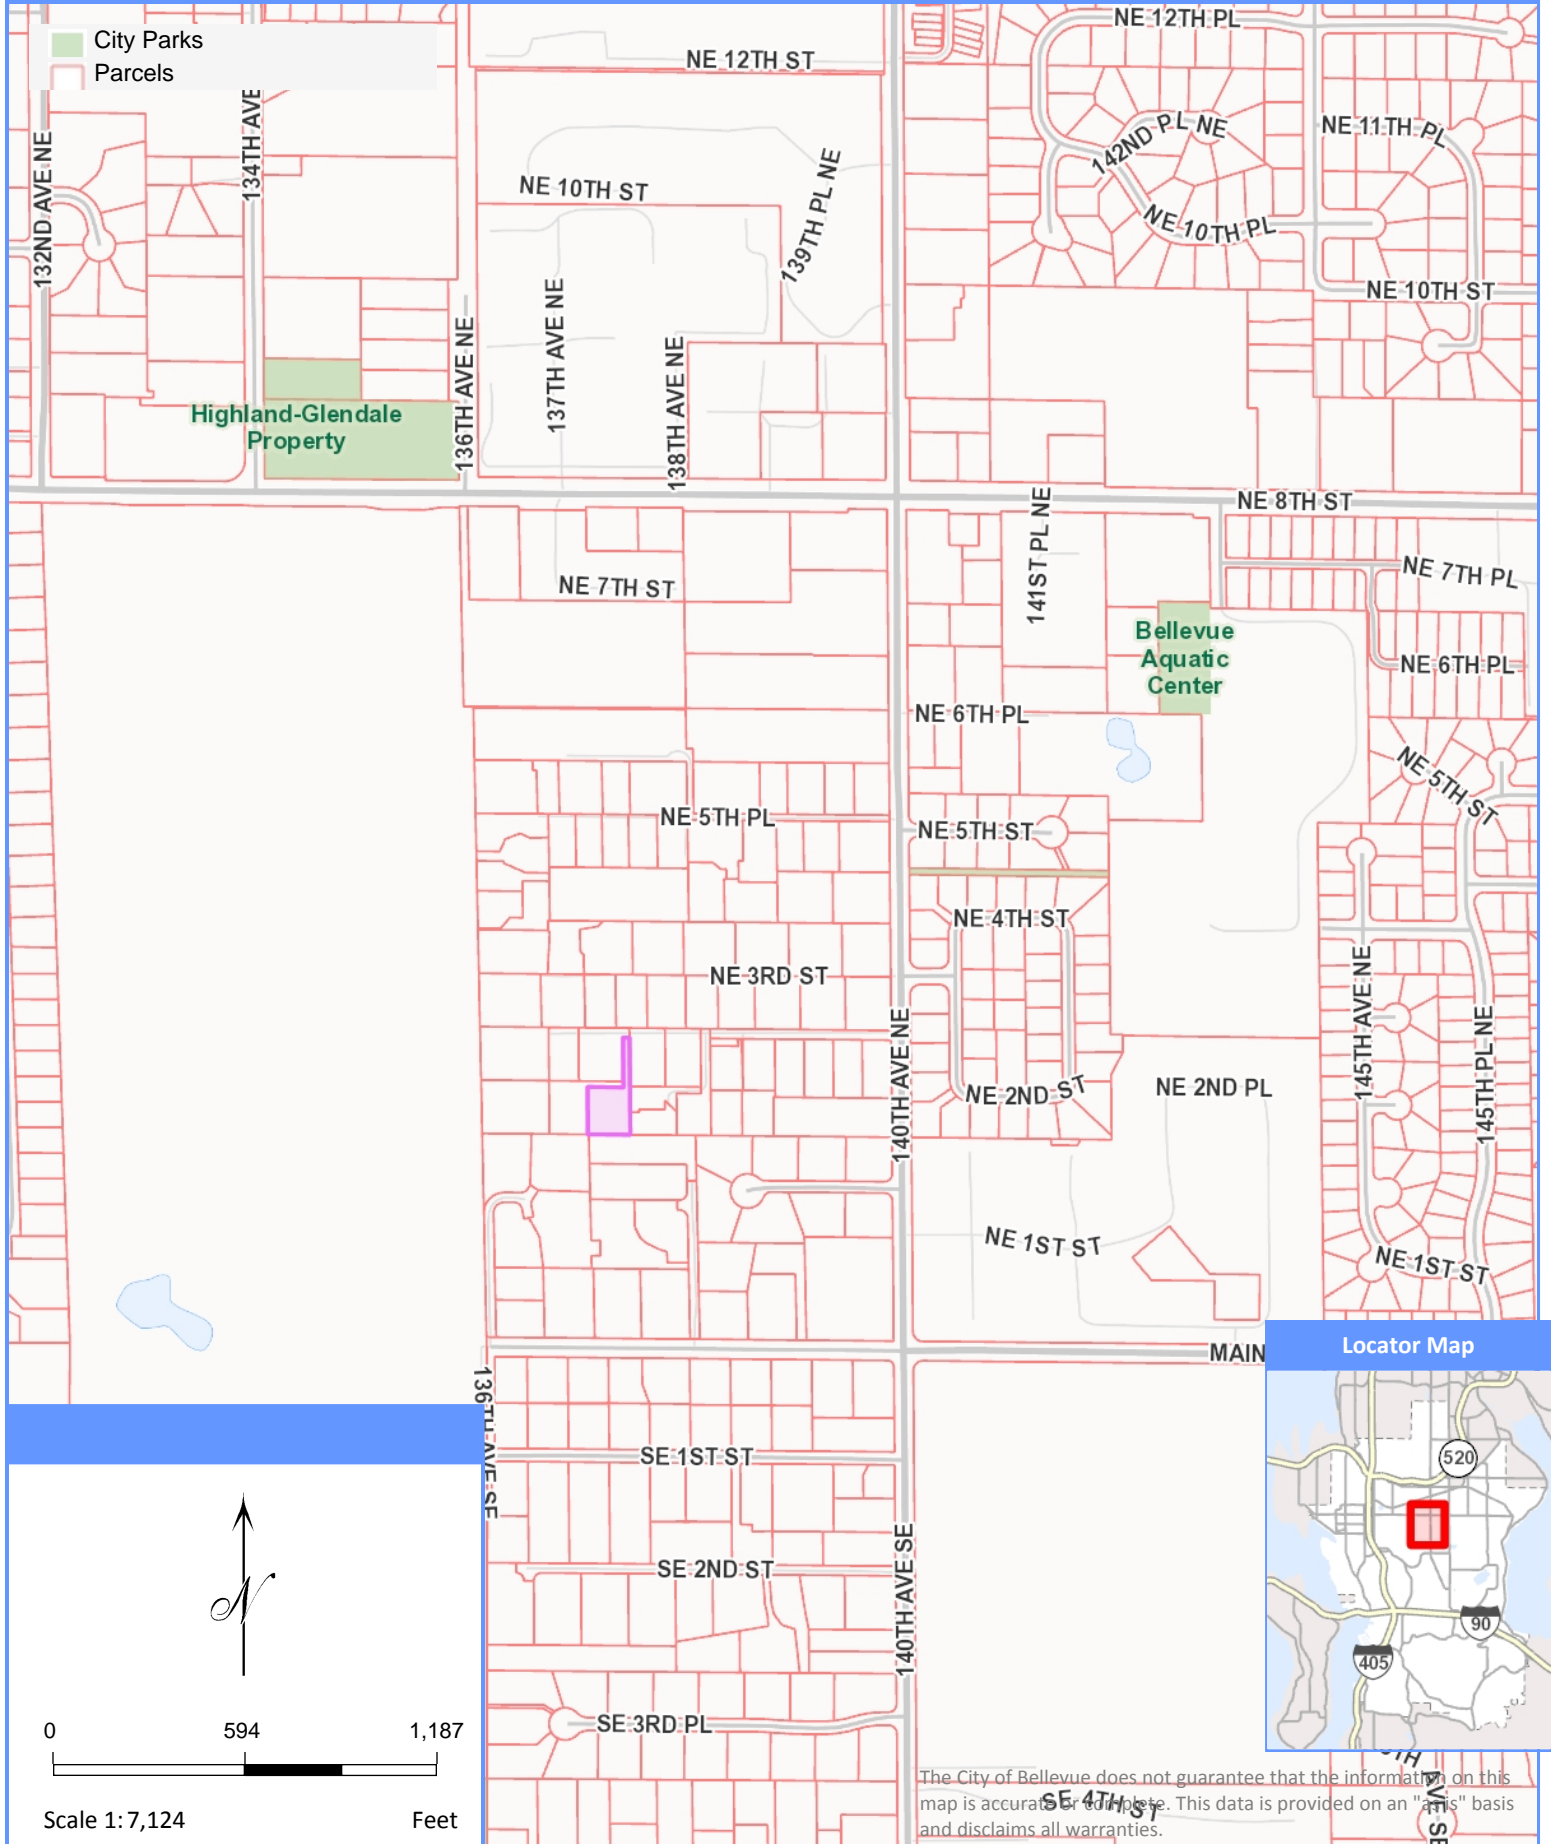 City Parks
Parcels
NE 12TH ST
NE 12TH PL
132ND AVE NE
134TH AVE
NE 10TH ST
139TH PL NE
142ND PL NE
NE 11TH PL
NE 10TH PL
NE 10TH ST
136TH AVE NE
137TH AVE NE
138TH AVE NE
Highland-Glendale
Property
NE 8TH ST
141ST PL NE
NE 7TH ST
NE 7TH PL
Bellevue
Aquatic
Center
NE 6TH PL
NE 6TH PL
NE 5TH ST
NE 5TH PL
NE 5TH ST
NE 4TH ST
NE 3RD ST
140TH AVE NE
145TH AVE NE
145TH PL NE
NE 2ND ST
NE 2ND PL
NE 1ST ST
NE 1ST ST
MAIN
Locator Map
520
90
405
136TH AVE SE
SE 1ST ST
SE 2ND ST
140TH AVE SE
SE 3RD PL
SE 4TH ST
TH AVE SE
N
0 594 1,187
Scale 1: 7,124 Feet
The City of Bellevue does not guarantee that the information on this
map is accurate or complete. This data is provided on an "as is" basis
and disclaims all warranties.